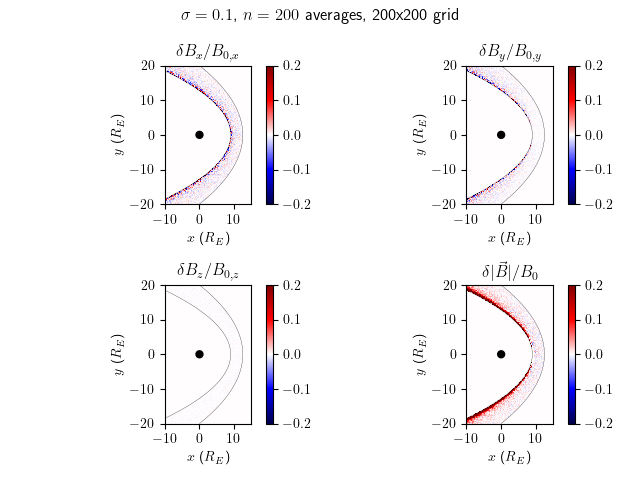 σ = 0.1, n = 200 averages, 200x200 grid
δB_x/B_{0,x}
δB_y/B_{0,y}
20
10
0
−10
−20
y (R_E)
−10 0 10
x (R_E)
0.2
0.1
0.0
−0.1
−0.2
20
10
0
−10
−20
y (R_E)
−10 0 10
x (R_E)
0.2
0.1
0.0
−0.1
−0.2
δB_z/B_{0,z}
δ|B⃗|/B_0
20
10
0
−10
−20
y (R_E)
−10 0 10
x (R_E)
0.2
0.1
0.0
−0.1
−0.2
20
10
0
−10
−20
y (R_E)
−10 0 10
x (R_E)
0.2
0.1
0.0
−0.1
−0.2